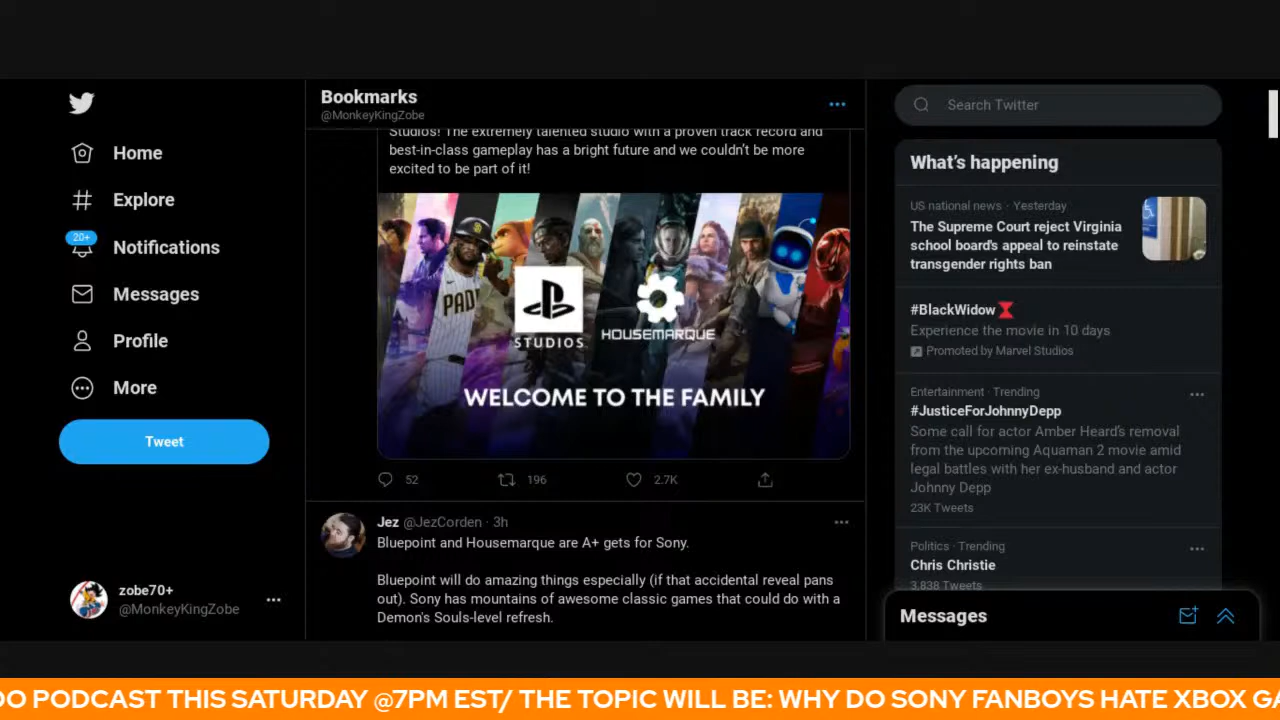 Home
Explore
20+
Notifications
Messages
Profile
More
Tweet
zobe70+
@MonkeyKingZobe
Bookmarks
@MonkeyKingZobe
Studios! The extremely talented studio with a proven track record and
best-in-class gameplay has a bright future and we couldn't be more
excited to be part of it!
PAD
STUDIOS
HOUSEMARQUE
WELCOME TO THE FAMILY
52 196 2.7K
Jez @JezCorden · 3h
Bluepoint and Housemarque are A+ gets for Sony.
Bluepoint will do amazing things especially (if that accidental reveal pans
out). Sony has mountains of awesome classic games that could do with a
Demon's Souls-level refresh.
Search Twitter
What's happening
US national news · Yesterday
The Supreme Court reject Virginia
school board's appeal to reinstate
transgender rights ban
#BlackWidow
Experience the movie in 10 days
Promoted by Marvel Studios
Entertainment · Trending
#JusticeForJohnnyDepp
Some call for actor Amber Heard's removal
from the upcoming Aquaman 2 movie amid
legal battles with her ex-husband and actor
Johnny Depp
23K Tweets
Politics · Trending
Chris Christie
3,838 Tweets
Messages
DO PODCAST THIS SATURDAY @7PM EST/ THE TOPIC WILL BE: WHY DO SONY FANBOYS HATE XBOX GA